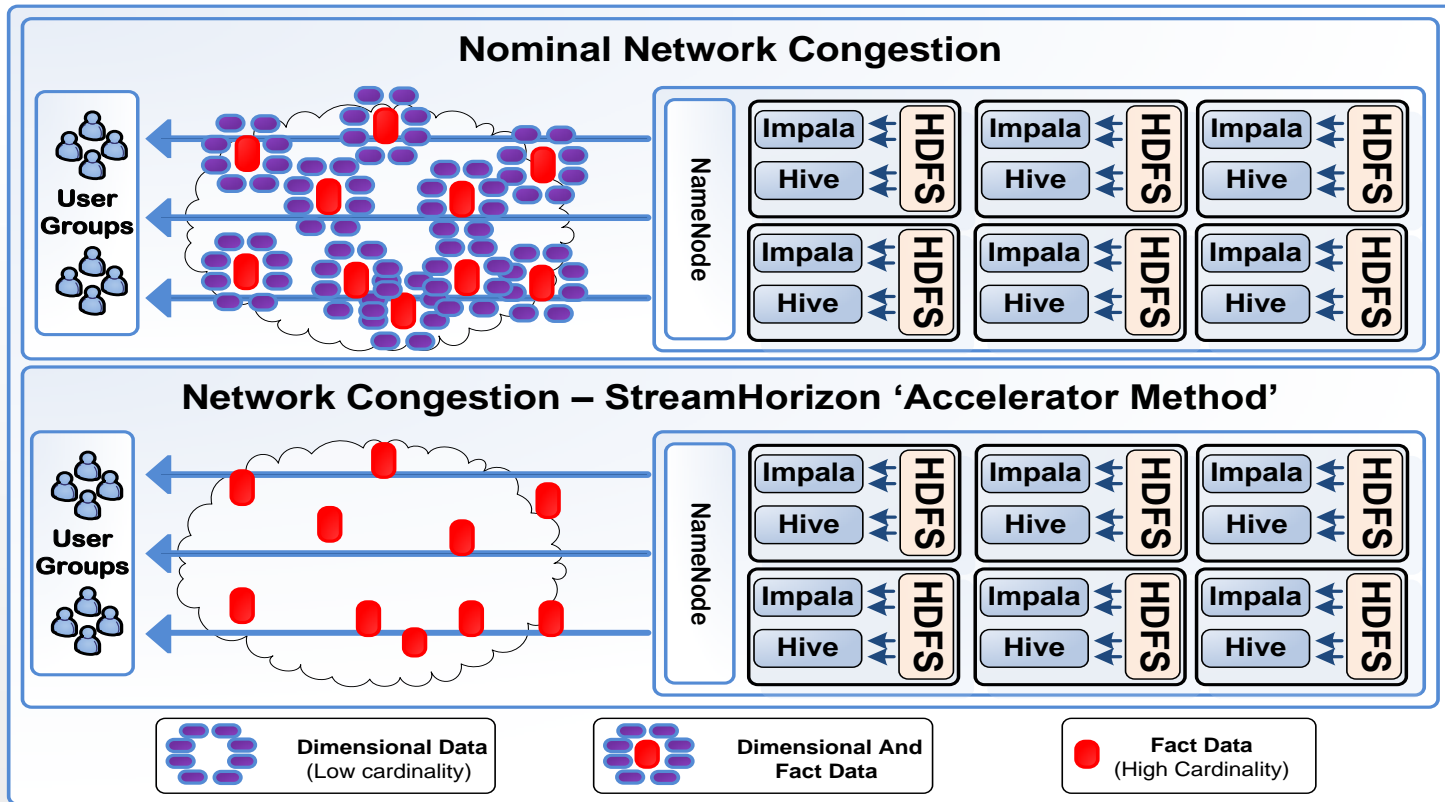 Nominal Network Congestion
User
Groups
NameNode
Impala
Hive
HDFS
Impala
Hive
HDFS
Impala
Hive
HDFS
Impala
Hive
HDFS
Impala
Hive
HDFS
Impala
Hive
HDFS
Network Congestion – StreamHorizon ‘Accelerator Method’
User
Groups
NameNode
Impala
Hive
HDFS
Impala
Hive
HDFS
Impala
Hive
HDFS
Impala
Hive
HDFS
Impala
Hive
HDFS
Impala
Hive
HDFS
Dimensional Data
(Low cardinality)
Dimensional And
Fact Data
Fact Data
(High Cardinality)